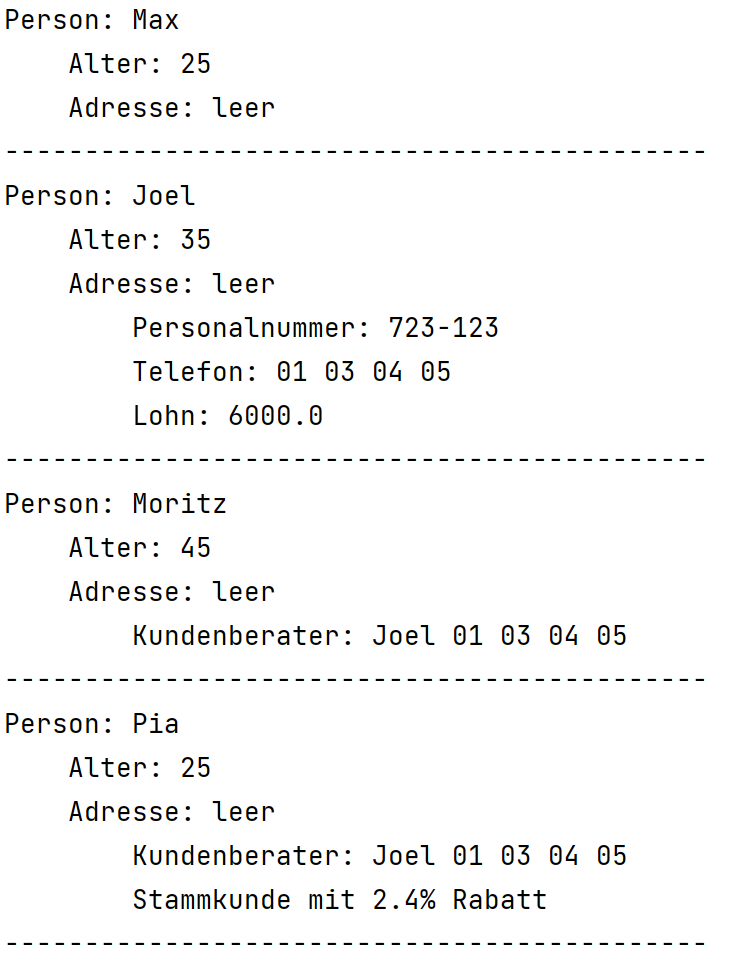 Person: Max
    Alter: 25
    Adresse: leer
--------------------------------------------
Person: Joel
    Alter: 35
    Adresse: leer
        Personalnummer: 723-123
        Telefon: 01 03 04 05
        Lohn: 6000.0
--------------------------------------------
Person: Moritz
    Alter: 45
    Adresse: leer
        Kundenberater: Joel 01 03 04 05
--------------------------------------------
Person: Pia
    Alter: 25
    Adresse: leer
        Kundenberater: Joel 01 03 04 05
        Stammkunde mit 2.4% Rabatt
--------------------------------------------